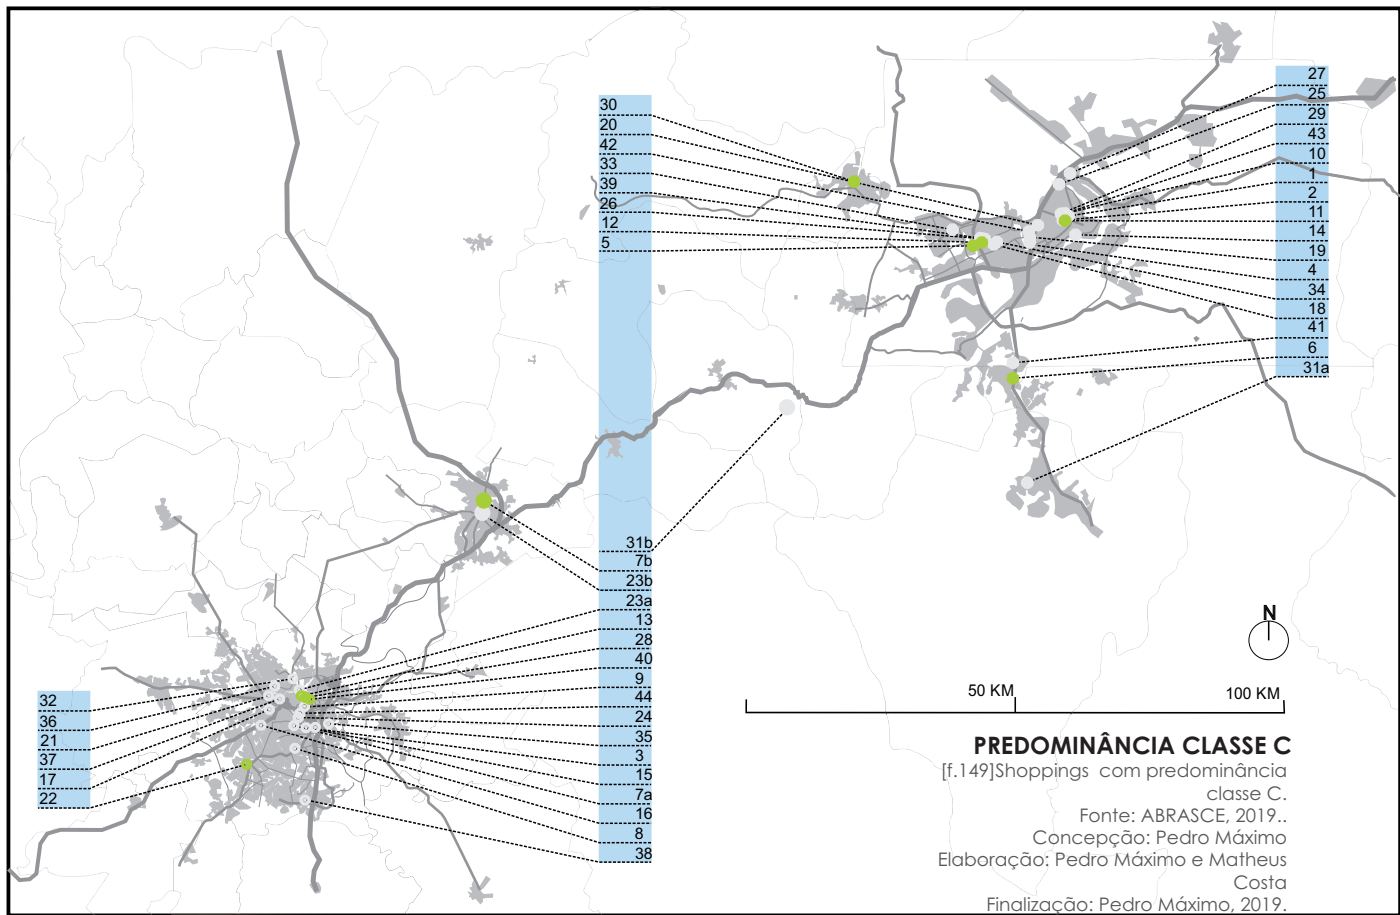 30
20
42
33
39
26
12
5
31b
7b
23b
23a
13
28
40
9
44
24
35
3
15
7a
16
8
38
27
25
29
43
10
1
2
11
14
19
4
34
18
41
6
31a
32
36
21
37
17
22
N
50 KM
100 KM
PREDOMINÂNCIA CLASSE C
[f.149]Shoppings com predominância
classe C.
Fonte: ABRASCE, 2019..
Concepção: Pedro Máximo
Elaboração: Pedro Máximo e Matheus
Costa
Finalização: Pedro Máximo, 2019.